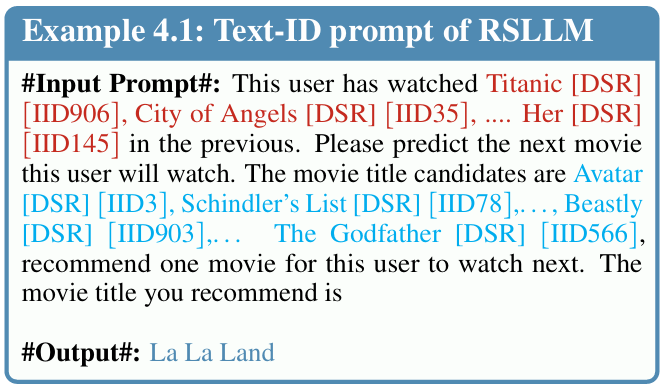 Example 4.1: Text-ID prompt of RSLLM
#Input Prompt#: This user has watched Titanic [DSR]
[IID906], City of Angels [DSR] [IID35], .... Her [DSR]
[IID145] in the previous. Please predict the next movie
this user will watch. The movie title candidates are Avatar
[DSR] [IID3], Schindler's List [DSR] [IID78],..., Beastly
[DSR] [IID903],... The Godfather [DSR] [IID566],
recommend one movie for this user to watch next. The
movie title you recommend is
#Output#: La La Land